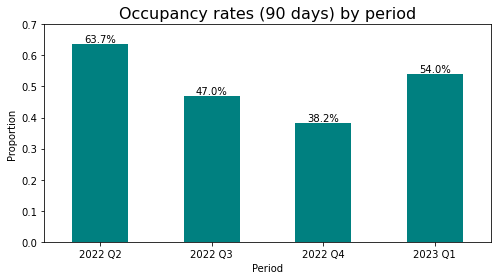 Occupancy rates (90 days) by period
0.7
0.6
0.5
0.4
0.3
0.2
0.1
0.0
Proportion
63.7%
47.0%
38.2%
54.0%
2022 Q2
2022 Q3
2022 Q4
2023 Q1
Period